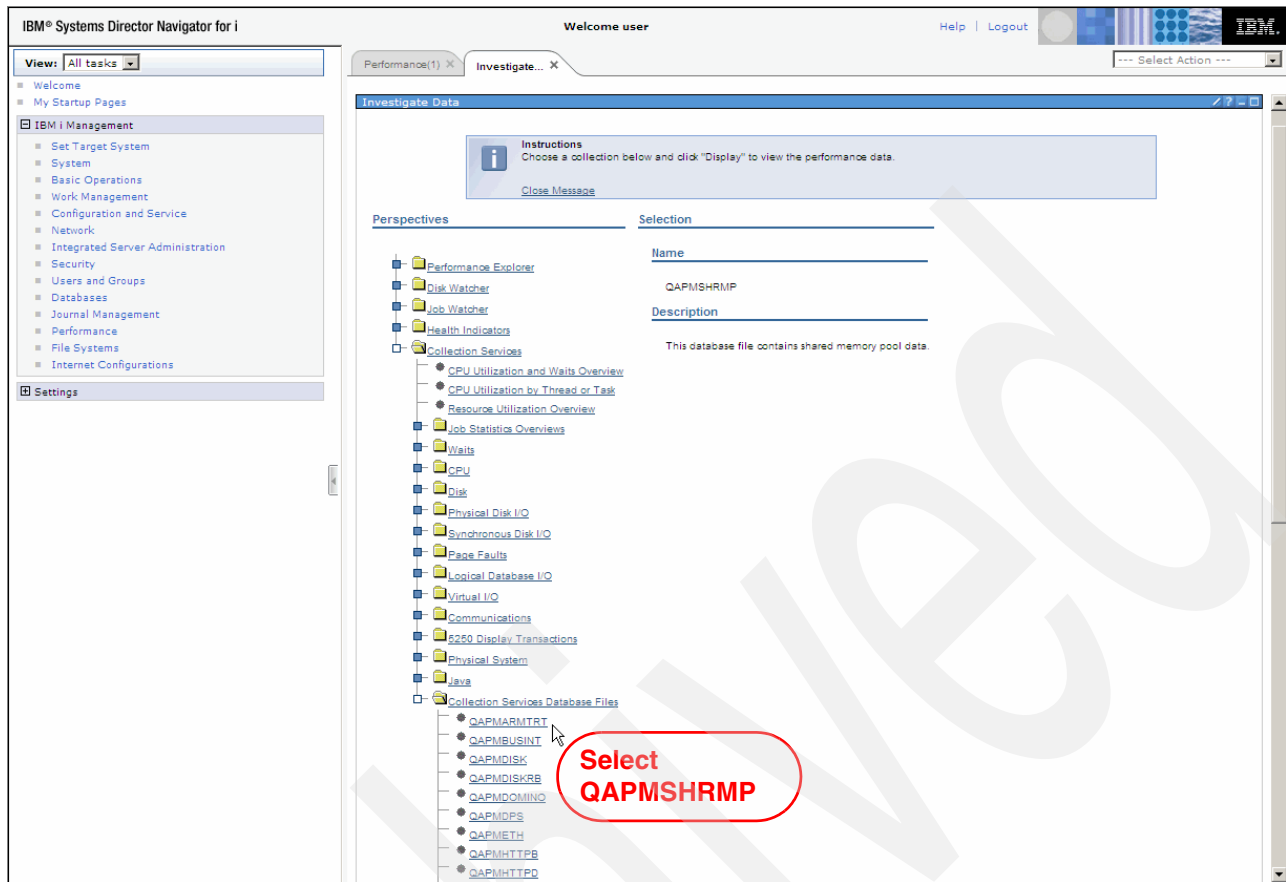 IBM® Systems Director Navigator for i
Welcome user
Help | Logout
IBM.
View: All tasks
Welcome
My Startup Pages
IBM i Management
Set Target System
System
Basic Operations
Work Management
Configuration and Service
Network
Integrated Server Administration
Security
Users and Groups
Databases
Journal Management
Performance
File Systems
Internet Configurations
Settings
Performance(1) ×
Investigate... ×
--- Select Action ---
Investigate Data
Instructions
Choose a collection below and click "Display" to view the performance data.
Close Message
Perspectives
Performance Explorer
Disk Watcher
Job Watcher
Health Indicators
Collection Services
CPU Utilization and Waits Overview
CPU Utilization by Thread or Task
Resource Utilization Overview
Job Statistics Overviews
Waits
CPU
Disk
Physical Disk I/O
Synchronous Disk I/O
Page Faults
Logical Database I/O
Virtual I/O
Communications
5250 Display Transactions
Physical System
Java
Collection Services Database Files
QAPMARMTRT
QAPMBUSINT
QAPMDISK
QAPMDISKRB
QAPMDOMINO
QAPMDPS
QAPMETH
QAPMHTTPB
QAPMHTTPD
Selection
Name
QAPMSHRMP
Description
This database file contains shared memory pool data.
Select
QAPMSHRMP
hived